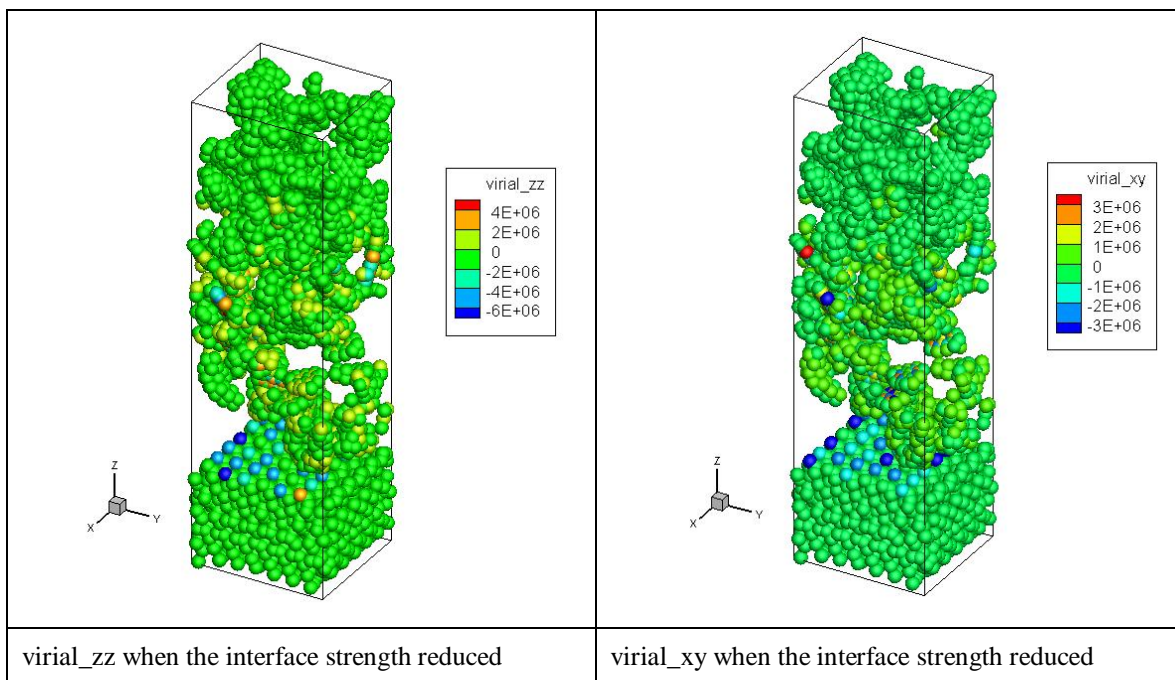 virial_zz
4E+06
2E+06
0
-2E+06
-4E+06
-6E+06
Z
X
Y
virial_xy
3E+06
2E+06
1E+06
0
-1E+06
-2E+06
-3E+06
Z
X
Y
virial_zz when the interface strength reduced
virial_xy when the interface strength reduced